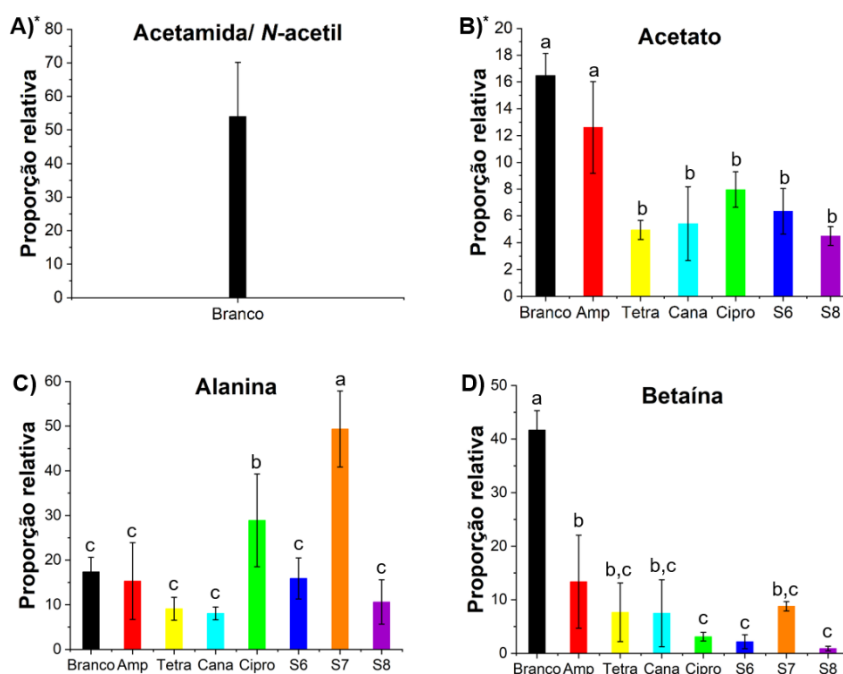 A)*
Acetamida/ N-acetil
Proporção relativa
80
70
60
50
40
30
20
10
0
Branco
B)*
Acetato
Proporção relativa
20
18
16
14
12
10
8
6
4
2
0
a a b b b b b
Branco Amp Tetra Cana Cipro S6 S8
C)
Alanina
Proporção relativa
60
50
40
30
20
10
0
c c c c b c a c
Branco Amp Tetra Cana Cipro S6 S7 S8
D)
Betaína
Proporção relativa
50
40
30
20
10
0
a b b,c b,c c c b,c c
Branco Amp Tetra Cana Cipro S6 S7 S8